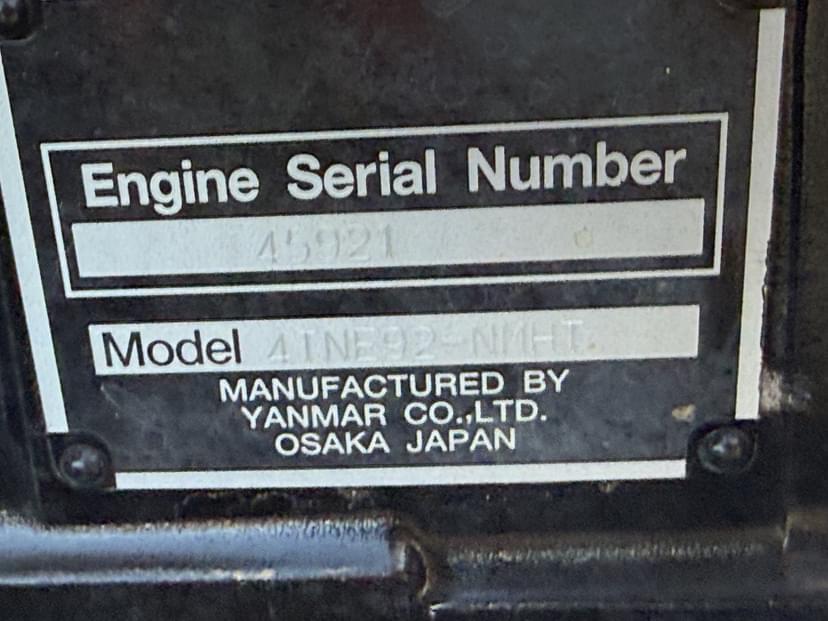 Engine Serial Number
45921
Model 4TNE92-NMHT
MANUFACTURED BY
YANMAR CO.,LTD.
OSAKA JAPAN